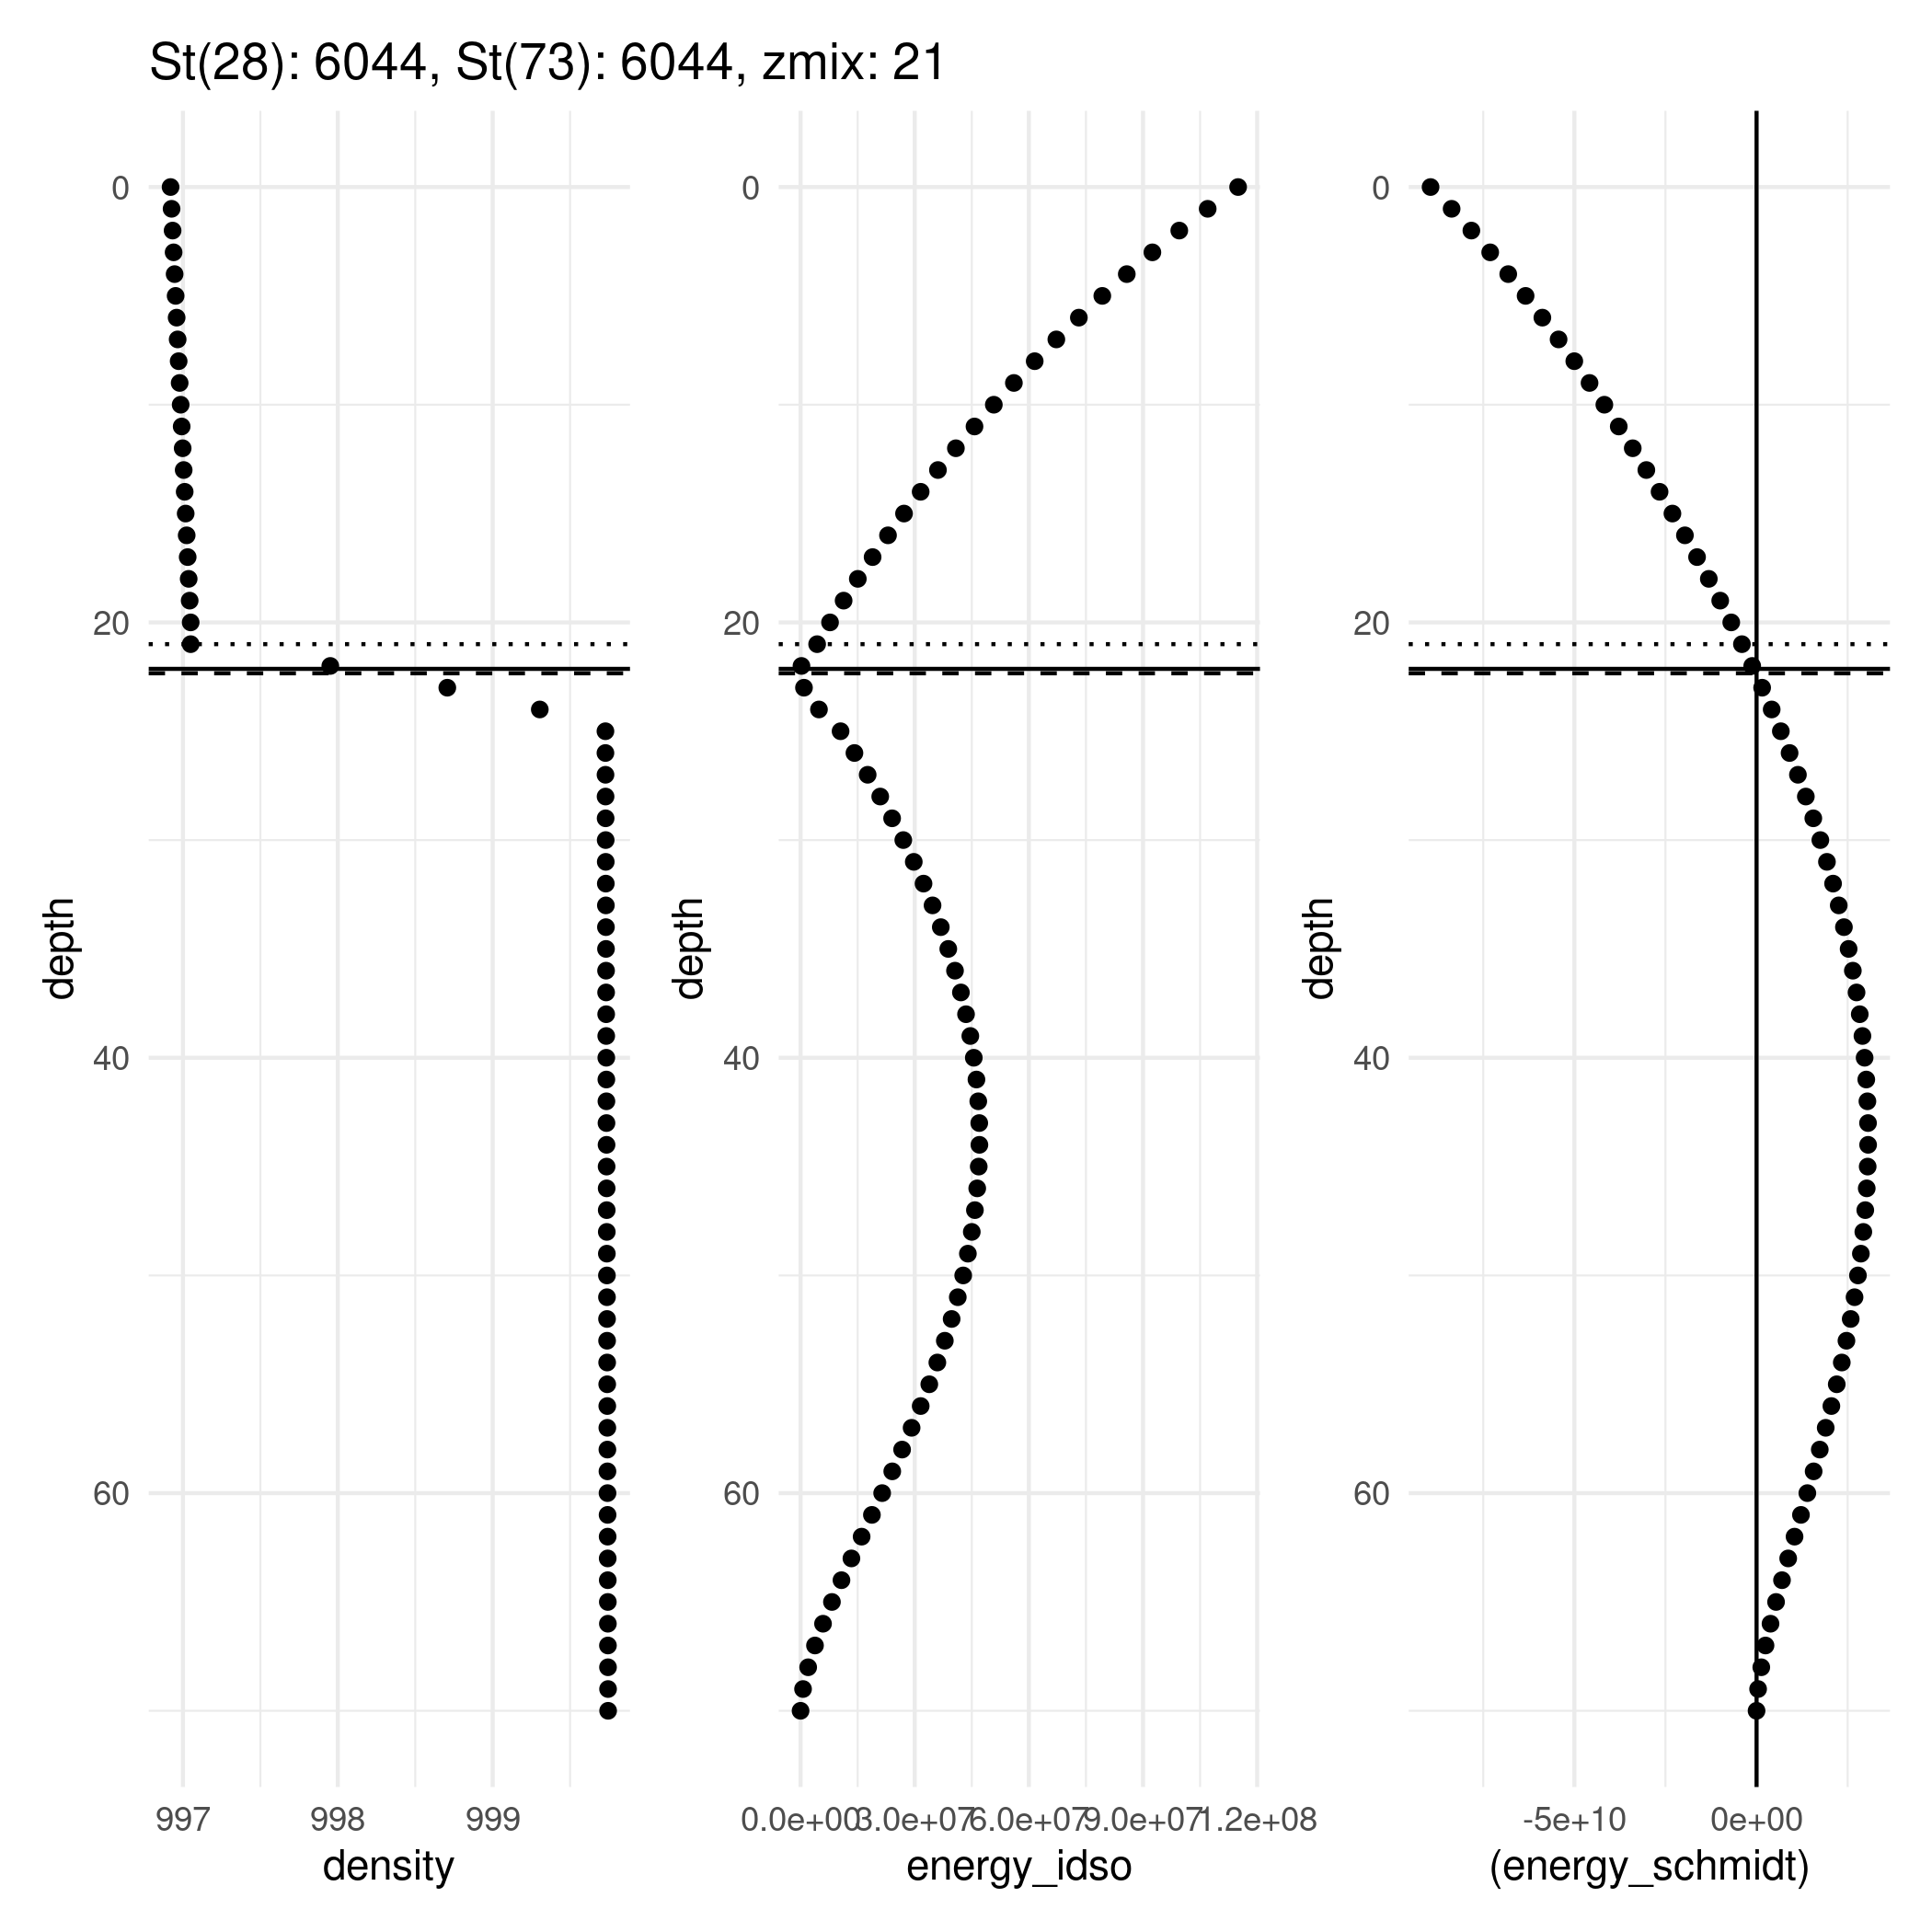 St(28): 6044, St(73): 6044, zmix: 21
0
20
40
60
depth
997
998
999
density
0
20
40
60
depth
0.0e+00
3.0e+07
6.0e+07
9.0e+07
1.2e+08
energy_idso
0
20
40
60
depth
-5e+10
0e+00
(energy_schmidt)